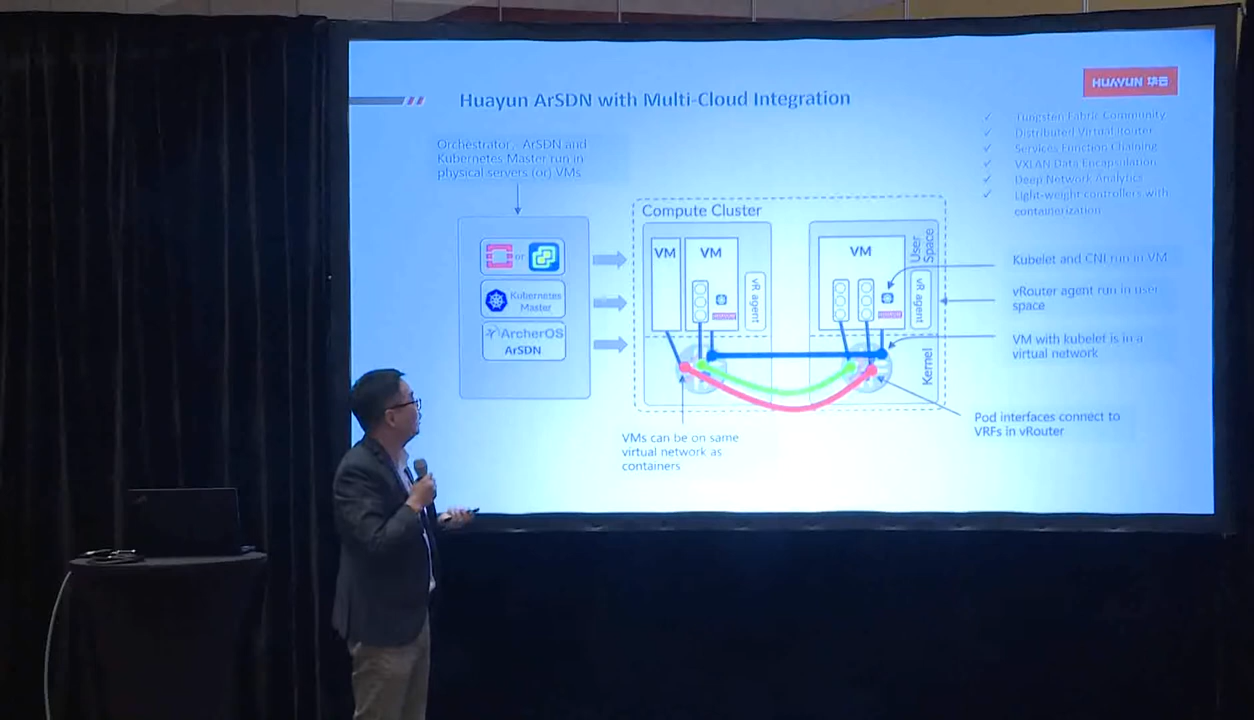 Huayun ArSDN with Multi-Cloud Integration
HUAYUN 华云
Tungsten Fabric Community
Distributed Virtual Router
Services Function Chaining
VXLAN Data Encapsulation
Deep Network Analytics
Light-weight controllers with
containerization
Orchestrator, ArSDN and
Kubernetes Master run in
physical servers (or) VMs
or
Kubernetes
Master
ArcherOS
ArSDN
Compute Cluster
VM
VM
vR agent
VM
User
Space
vR agent
Kernel
Kubelet and CNI run in VM
vRouter agent run in user
space
VM with kubelet is in a
virtual network
Pod interfaces connect to
VRFs in vRouter
VMs can be on same
virtual network as
containers